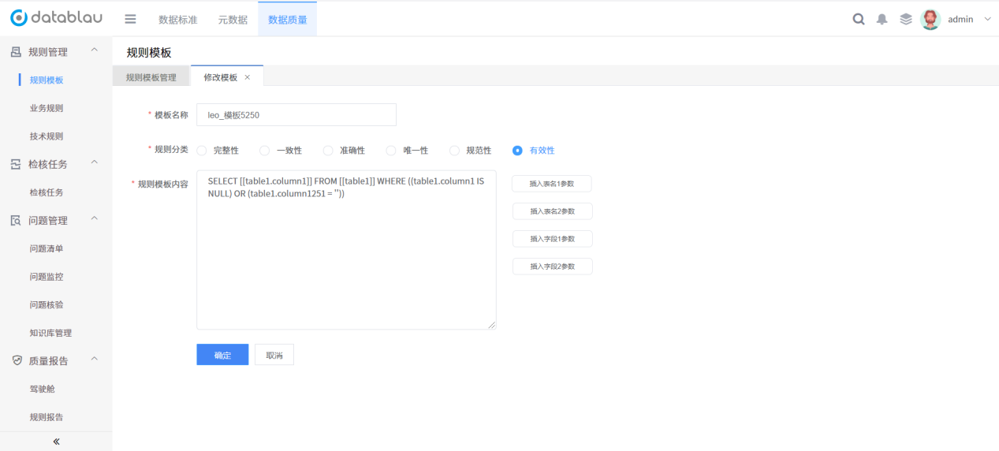 datablau
数据标准
元数据
数据质量
admin
规则管理
规则模板
业务规则
技术规则
检核任务
检核任务
问题管理
问题清单
问题监控
问题核验
知识库管理
质量报告
驾驶舱
规则报告
规则模板
规则模板管理
修改模板
* 模板名称
leo_模板5250
* 规则分类
完整性
一致性
准确性
唯一性
规范性
有效性
* 规则模板内容
SELECT [[table1.column1]] FROM [[table1]] WHERE ((table1.column1 IS
NULL) OR (table1.column1251 = ''))
插入表名1参数
插入表名2参数
插入字段1参数
插入字段2参数
确定
取消